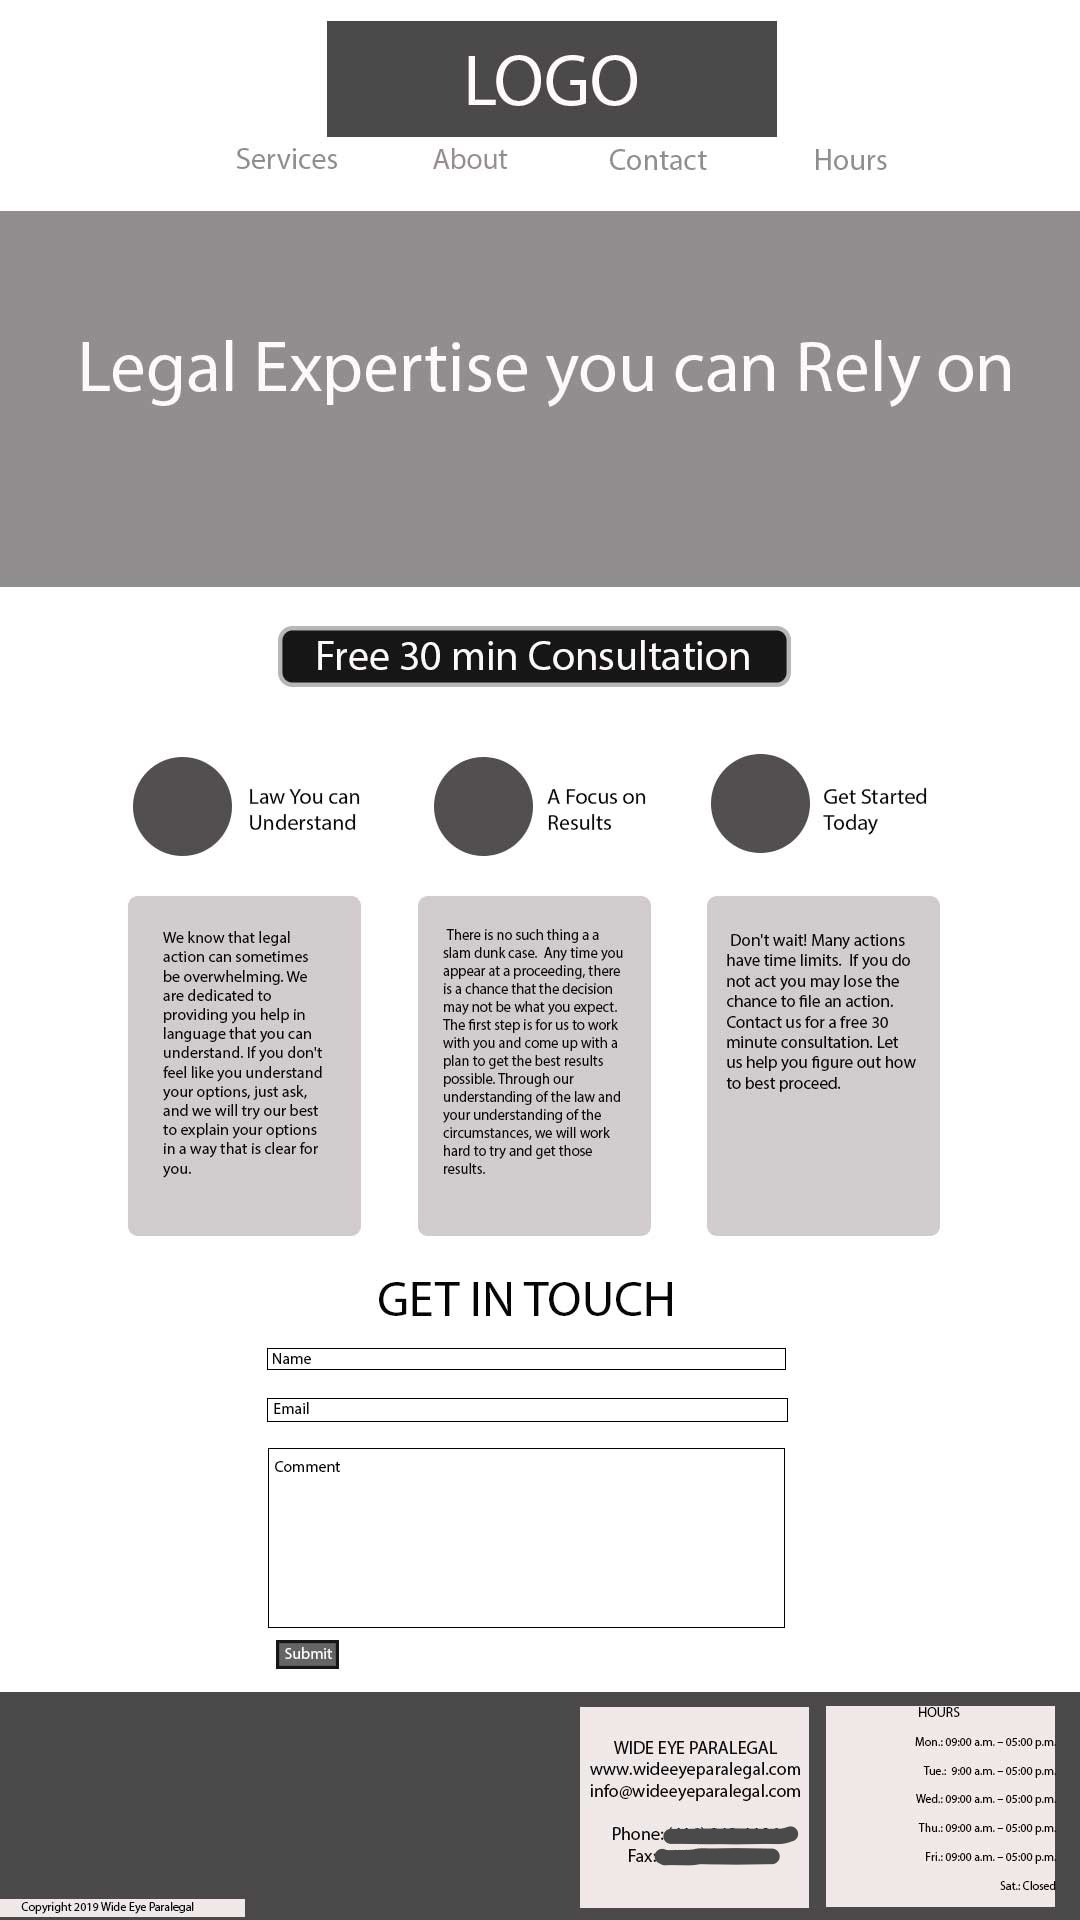 LOGO
Services About Contact Hours
Legal Expertise you can Rely on
Free 30 min Consultation
Law You can
Understand
A Focus on
Results
Get Started
Today
We know that legal
action can sometimes
be overwhelming. We
are dedicated to
providing you help in
language that you can
understand. If you don't
feel like you understand
your options, just ask,
and we will try our best
to explain your options
in a way that is clear for
you.
There is no such thing a a
slam dunk case. Any time you
appear at a proceeding, there
is a chance that the decision
may not be what you expect.
The first step is for us to work
with you and come up with a
plan to get the best results
possible. Through our
understanding of the law and
your understanding of the
circumstances, we will work
hard to try and get those
results.
Don't wait! Many actions
have time limits. If you do
not act you may lose the
chance to file an action.
Contact us for a free 30
minute consultation. Let
us help you figure out how
to best proceed.
GET IN TOUCH
Name
Email
Comment
Submit
WIDE EYE PARALEGAL
www.wideeyeparalegal.com
info@wideeyeparalegal.com
Phone:
Fax:
HOURS
Mon.: 09:00 a.m. – 05:00 p.m.
Tue.: 9:00 a.m. – 05:00 p.m.
Wed.: 09:00 a.m. – 05:00 p.m.
Thu.: 09:00 a.m. – 05:00 p.m.
Fri.: 09:00 a.m. – 05:00 p.m.
Sat.: Closed
Copyright 2019 Wide Eye Paralegal